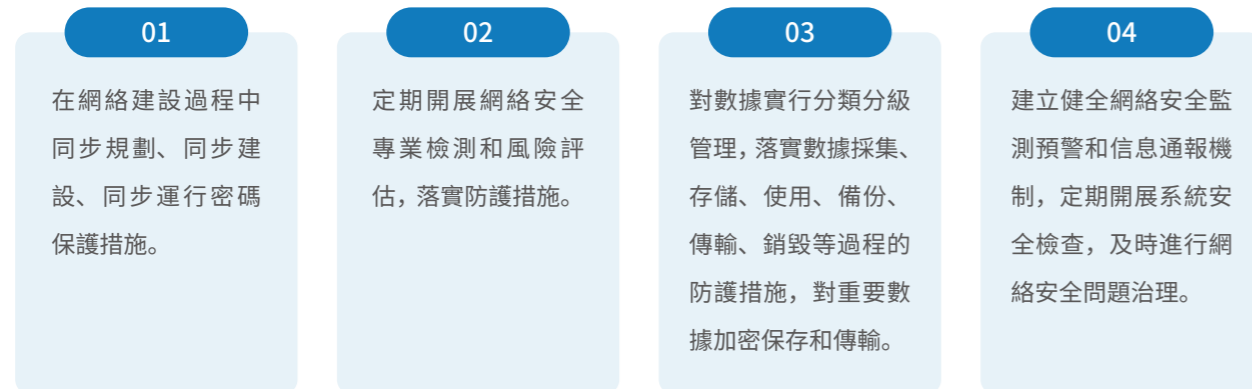 01
在網絡建設過程中
同步規劃、同步建
設、同步運行密碼
保護措施。
02
定期開展網絡安全
專業檢測和風險評
估，落實防護措施。
03
對數據實行分類分級
管理，落實數據採集、
存儲、使用、備份、
傳輸、銷毀等過程的
防護措施，對重要數
據加密保存和傳輸。
04
建立健全網絡安全監
測預警和信息通報機
制，定期開展系統安
全檢查，及時進行網
絡安全問題治理。